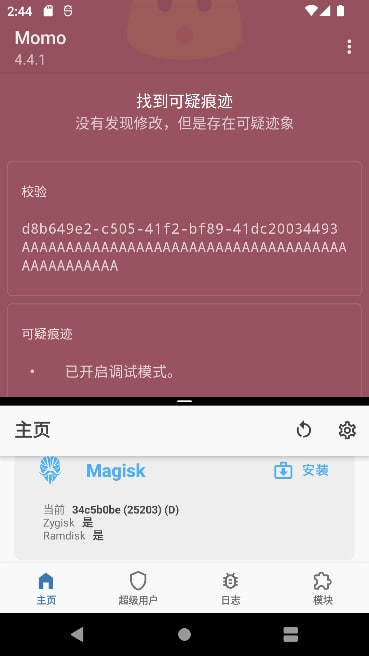 2:44
Momo
4.4.1
找到可疑痕迹
没有发现修改，但是存在可疑迹象
校验
d8b649e2-c505-41f2-bf89-41dc20034493
AAAAAAAAAAAAAAAAAAAAAAAAAAAAAAAAAAAAA
AAAAAAAAAAA
可疑痕迹
• 已开启调试模式。
主页
Magisk
安装
当前 34c5b0be (25203) (D)
Zygisk 是
Ramdisk 是
主页 超级用户 日志 模块